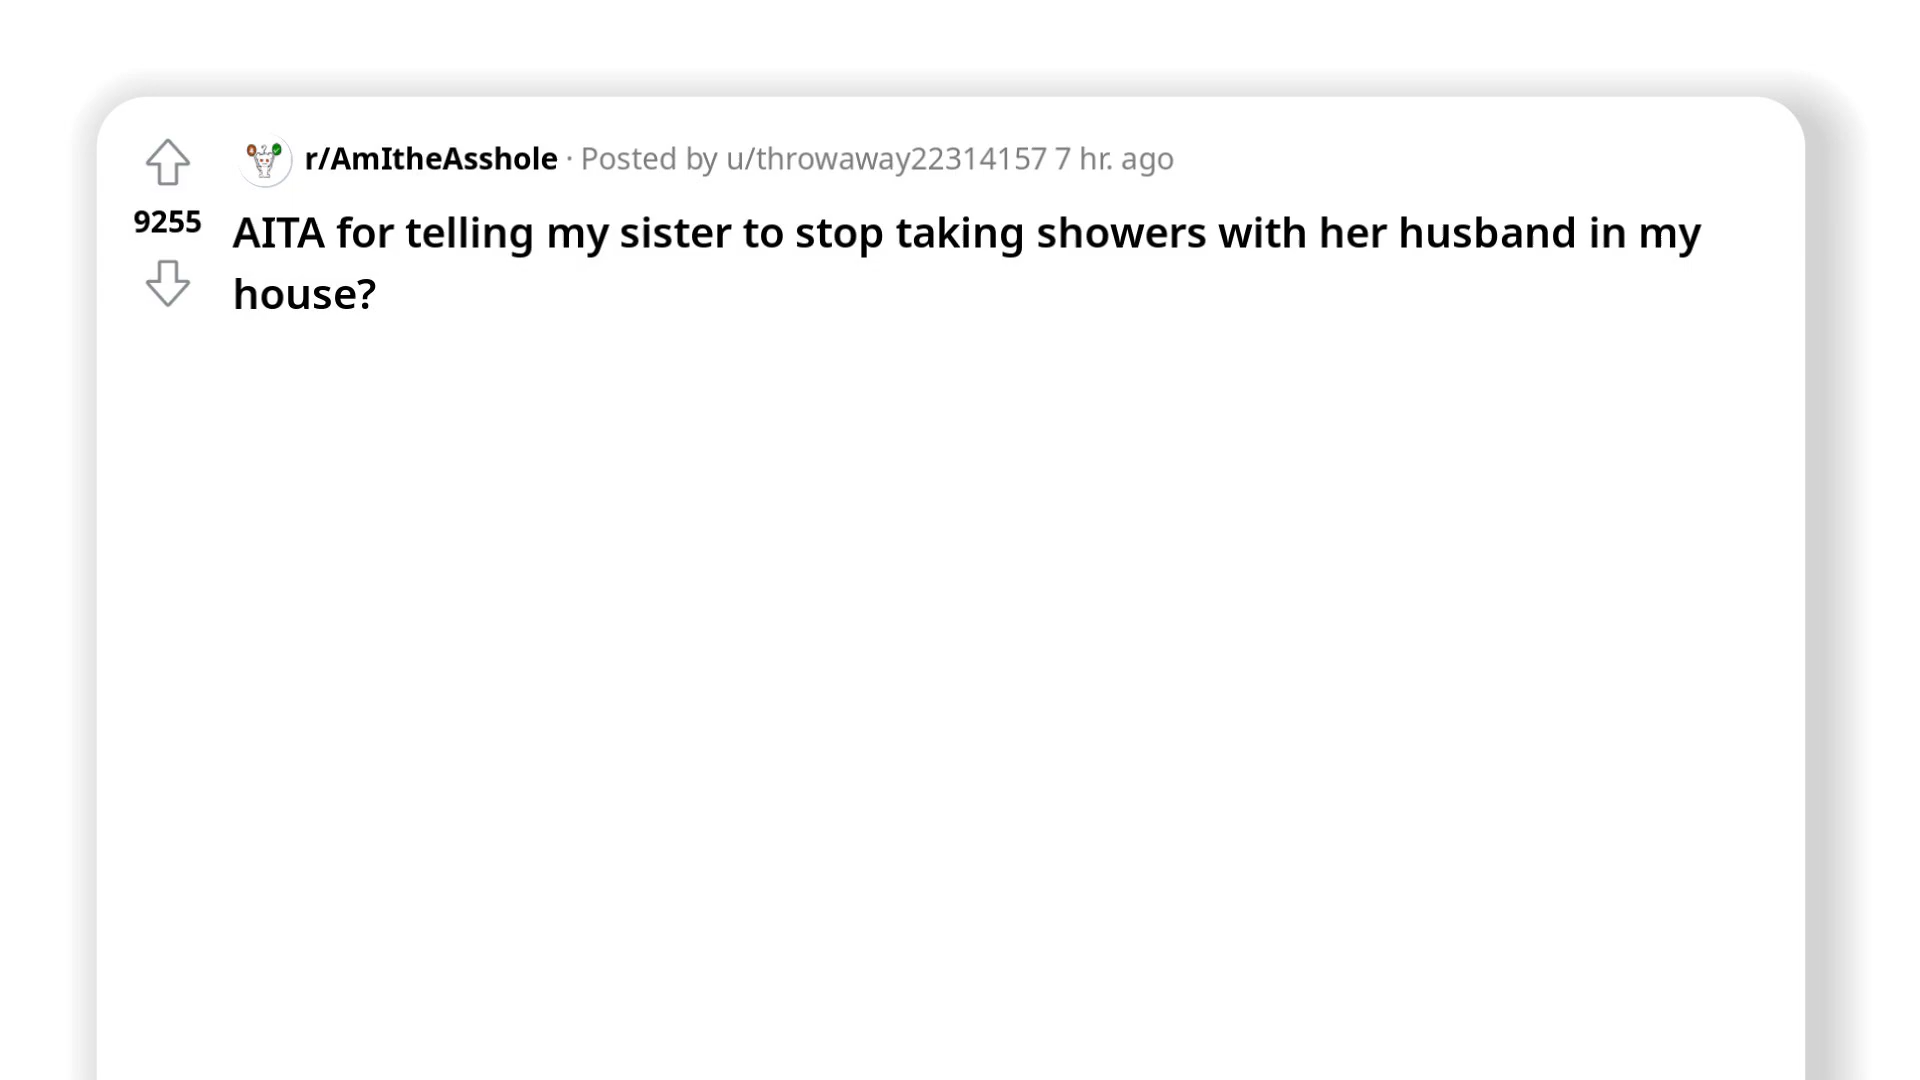 r/AmItheAsshole · Posted by u/throwaway22314157 7 hr. ago
9255
AITA for telling my sister to stop taking showers with her husband in my
house?